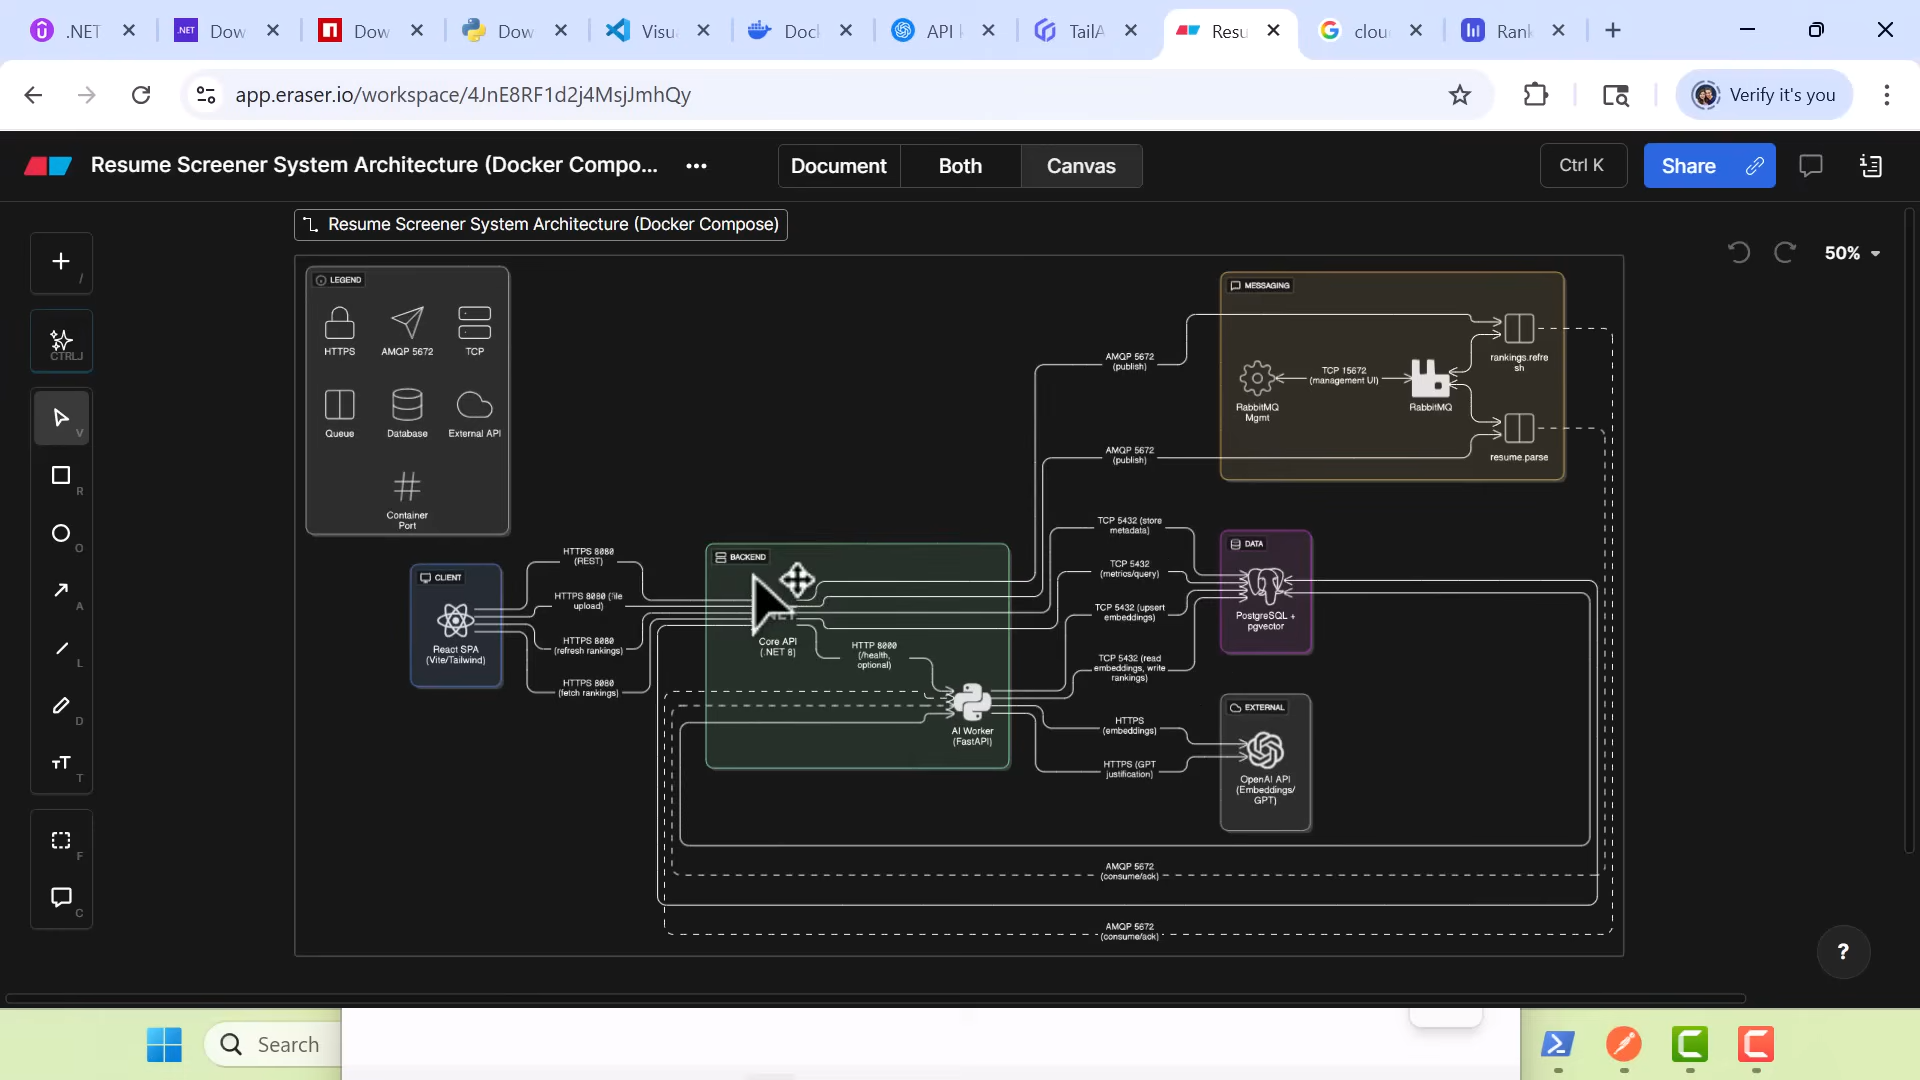 .NET
Dow
Dow
Dow
Visu
Dock
API k
TailA
Resu
clou
Rank
app.eraser.io/workspace/4JnE8RF1d2j4MsjJmhQy
Verify it's you
Resume Screener System Architecture (Docker Compo...
Document
Both
Canvas
Ctrl K
Share
Resume Screener System Architecture (Docker Compose)
50%
/
CTRL J
V
R
O
A
L
D
T
F
C
LEGEND
HTTPS
AMQP 5672
TCP
Queue
Database
External API
Container
Port
CLIENT
React SPA
(Vite/Tailwind)
HTTPS 8080
(REST)
HTTPS 8080 (file
upload)
HTTPS 8080
(refresh rankings)
HTTPS 8080
(fetch rankings)
BACKEND
Core API
(.NET 8)
HTTP 8000
(/health,
optional)
AI Worker
(FastAPI)
AMQP 5672
(publish)
AMQP 5672
(publish)
TCP 5432 (store
metadata)
TCP 5432
(metrics/query)
TCP 5432 (upsert
embeddings)
TCP 5432 (read
embeddings, write
rankings)
HTTPS
(embeddings)
HTTPS (GPT
justification)
MESSAGING
RabbitMQ
Mgmt
TCP 15672
(management UI)
RabbitMQ
rankings.refre
sh
resume.parse
DATA
PostgreSQL +
pgvector
EXTERNAL
OpenAI API
(Embeddings/
GPT)
AMQP 5672
(consume/ack)
AMQP 5672
(consume/ack)
?
Search